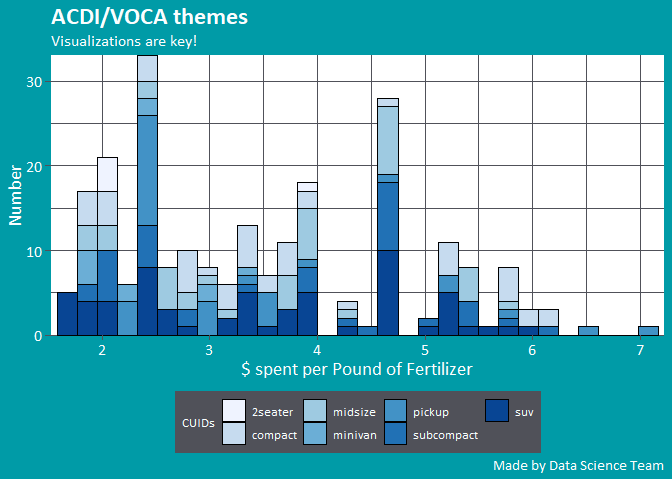 ACDI/VOCA themes
Visualizations are key!
Number
30
20
10
0
2 3 4 5 6 7
$ spent per Pound of Fertilizer
CUIDs
2seater midsize pickup suv
compact minivan subcompact
Made by Data Science Team